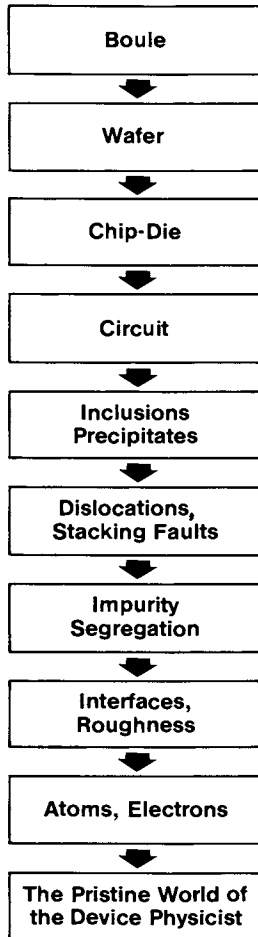 Boule
Wafer
Chip-Die
Circuit
Inclusions
Precipitates
Dislocations,
Stacking Faults
Impurity
Segregation
Interfaces,
Roughness
Atoms, Electrons
The Pristine World of
the Device Physicist